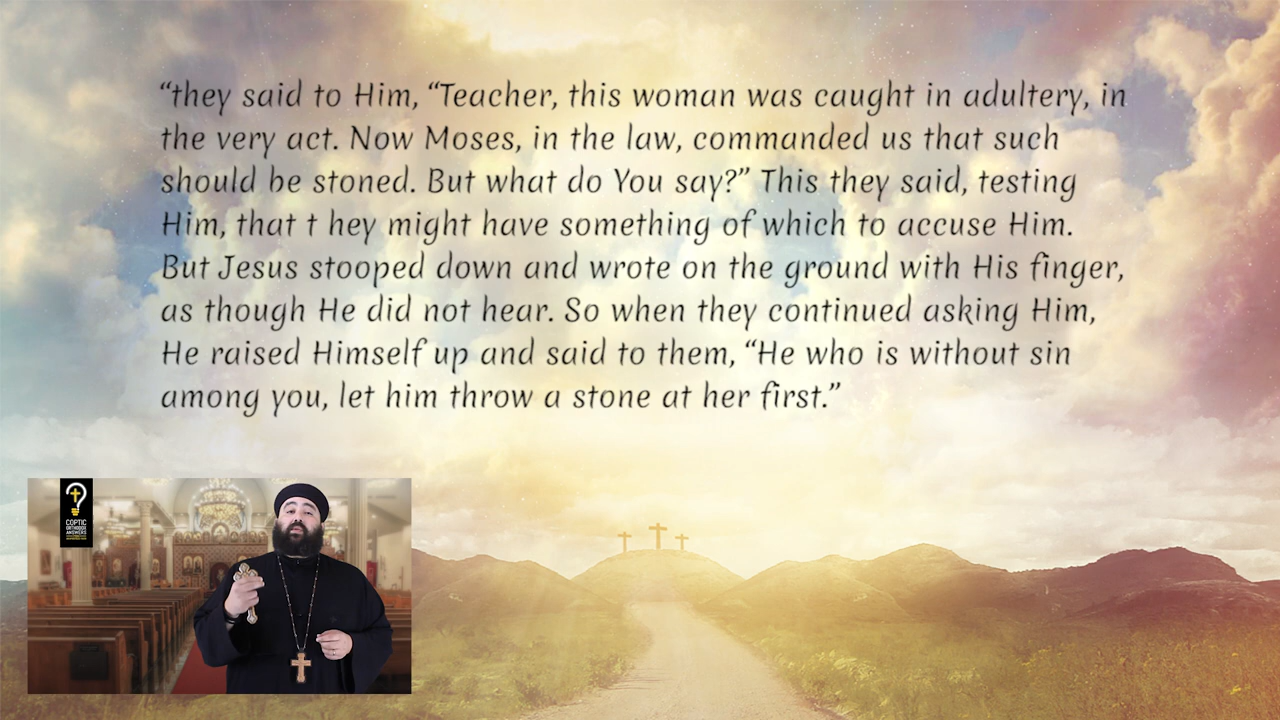 “they said to Him, “Teacher, this woman was caught in adultery, in
the very act. Now Moses, in the law, commanded us that such
should be stoned. But what do You say?” This they said, testing
Him, that t hey might have something of which to accuse Him.
But Jesus stooped down and wrote on the ground with His finger,
as though He did not hear. So when they continued asking Him,
He raised Himself up and said to them, “He who is without sin
among you, let him throw a stone at her first.”
COPTIC
ORTHODOX
ANSWERS